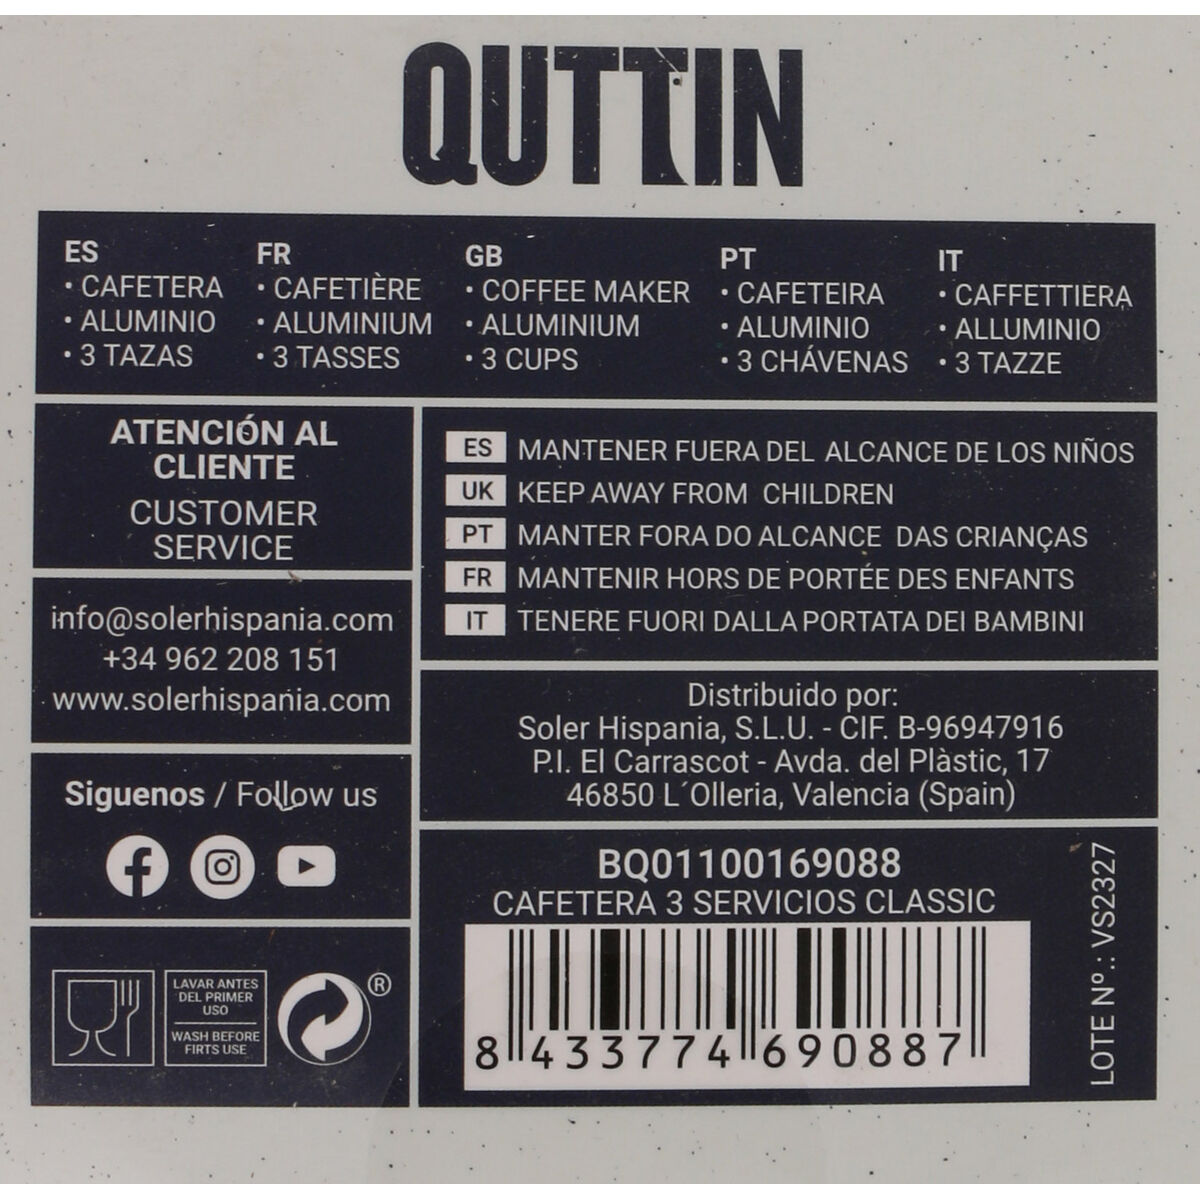 QUTTIN
ES
• CAFETERA
• ALUMINIO
• 3 TAZAS
FR
• CAFETIÈRE
• ALUMINIUM
• 3 TASSES
GB
• COFFEE MAKER
• ALUMINIUM
• 3 CUPS
PT
• CAFETEIRA
• ALUMINIO
• 3 CHÁVENAS
IT
• CAFFETTIERA
• ALLUMINIO
• 3 TAZZE
ATENCIÓN AL
CLIENTE
CUSTOMER
SERVICE
info@solerhispania.com
+34 962 208 151
www.solerhispania.com
Siguenos / Follow us
LAVAR ANTES
DEL PRIMER
USO
WASH BEFORE
FIRTS USE
®
ES MANTENER FUERA DEL ALCANCE DE LOS NIÑOS
UK KEEP AWAY FROM CHILDREN
PT MANTER FORA DO ALCANCE DAS CRIANÇAS
FR MANTENIR HORS DE PORTÉE DES ENFANTS
IT TENERE FUORI DALLA PORTATA DEI BAMBINI
Distribuido por:
Soler Hispania, S.L.U. - CIF. B-96947916
P.I. El Carrascot - Avda. del Plàstic, 17
46850 L´Olleria, Valencia (Spain)
BQ01100169088
CAFETERA 3 SERVICIOS CLASSIC
8 433774 690887
LOTE Nº.: VS2327